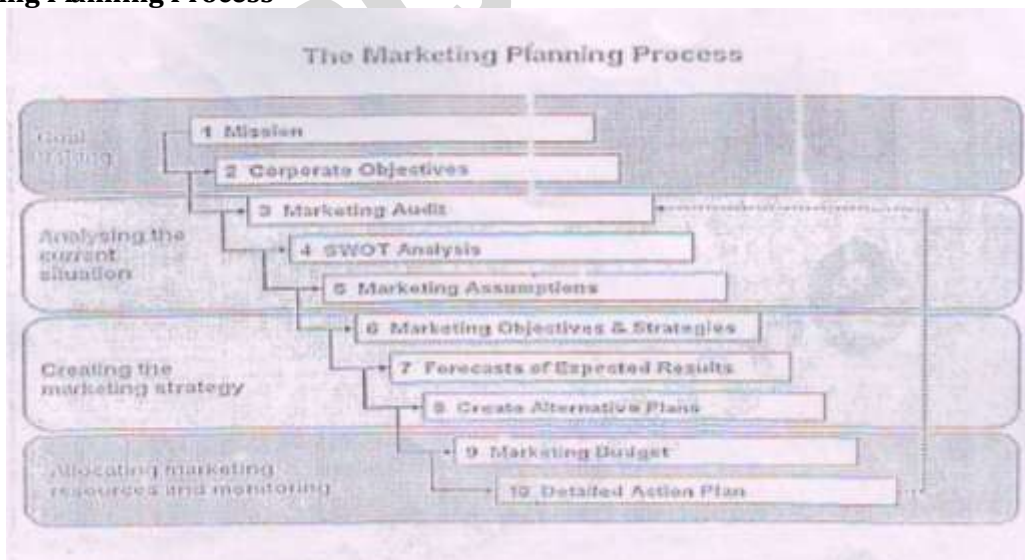 ing Planning Process
The Marketing Planning Process
Goal
Setting
1 Mission
2 Corporate Objectives
3 Marketing Audit
Analysing the
current
situation
4 SWOT Analysis
5 Marketing Assumptions
6 Marketing Objectives & Strategies
Creating the
marketing strategy
7 Forecasts of Expected Results
8 Create Alternative Plans
9 Marketing Budget
Allocating marketing
resources and monitoring
10 Detailed Action Plan